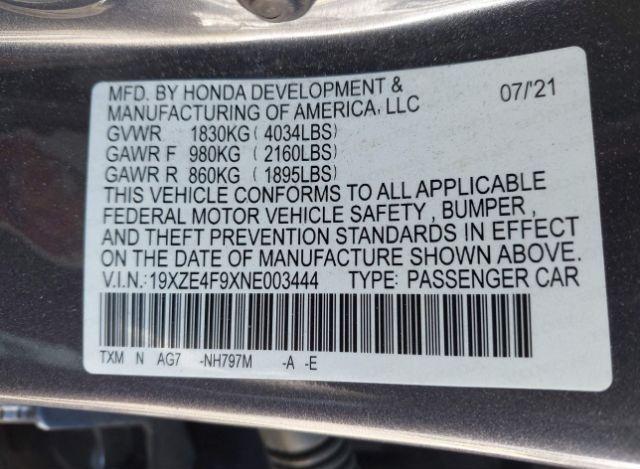 MFD. BY HONDA DEVELOPMENT & 07/'21
MANUFACTURING OF AMERICA, LLC
GVWR 1830KG ( 4034LBS)
GAWR F 980KG ( 2160LBS)
GAWR R 860KG ( 1895LBS)
THIS VEHICLE CONFORMS TO ALL APPLICABLE
FEDERAL MOTOR VEHICLE SAFETY , BUMPER ,
AND THEFT PREVENTION STANDARDS IN EFFECT
ON THE DATE OF MANUFACTURE SHOWN ABOVE.
V.I.N.: 19XZE4F9XNE003444 TYPE: PASSENGER CAR
TXM N AG7 -NH797M -A -E